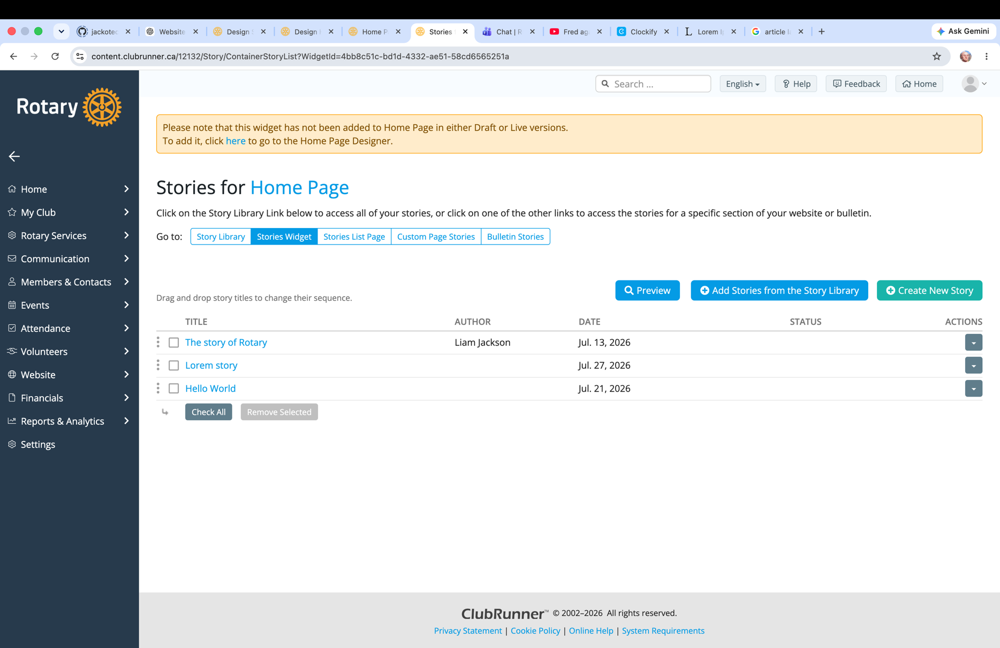 jackotec
Website
Design
Design
Home P
Stories
Chat | R
Fred aga
Clockify
Lorem I
article la
Ask Gemini
content.clubrunner.ca/12132/Story/ContainerStoryList?WidgetId=4bb8c51c-bd1d-4332-ae51-58cd6565251a
Rotary
Search ...
English
Help
Feedback
Home
Please note that this widget has not been added to Home Page in either Draft or Live versions.
To add it, click here to go to the Home Page Designer.
Home
My Club
Rotary Services
Communication
Members & Contacts
Events
Attendance
Volunteers
Website
Financials
Reports & Analytics
Settings
Stories for Home Page
Click on the Story Library Link below to access all of your stories, or click on one of the other links to access the stories for a specific section of your website or bulletin.
Go to: Story Library Stories Widget Stories List Page Custom Page Stories Bulletin Stories
Drag and drop story titles to change their sequence.
Preview
Add Stories from the Story Library
Create New Story
TITLE AUTHOR DATE STATUS ACTIONS
The story of Rotary Liam Jackson Jul. 13, 2026
Lorem story Jul. 27, 2026
Hello World Jul. 21, 2026
Check All Remove Selected
ClubRunner™ © 2002–2026 All rights reserved.
Privacy Statement | Cookie Policy | Online Help | System Requirements